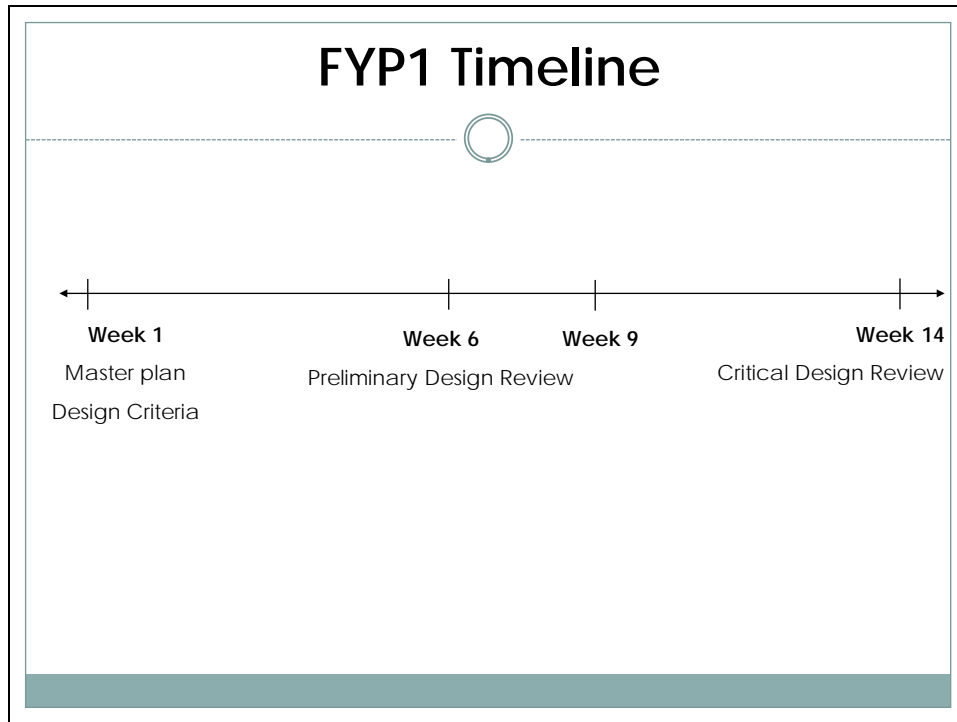 FYP1 Timeline
Week 1
Master plan
Design Criteria
Week 6
Preliminary Design Review
Week 9
Week 14
Critical Design Review